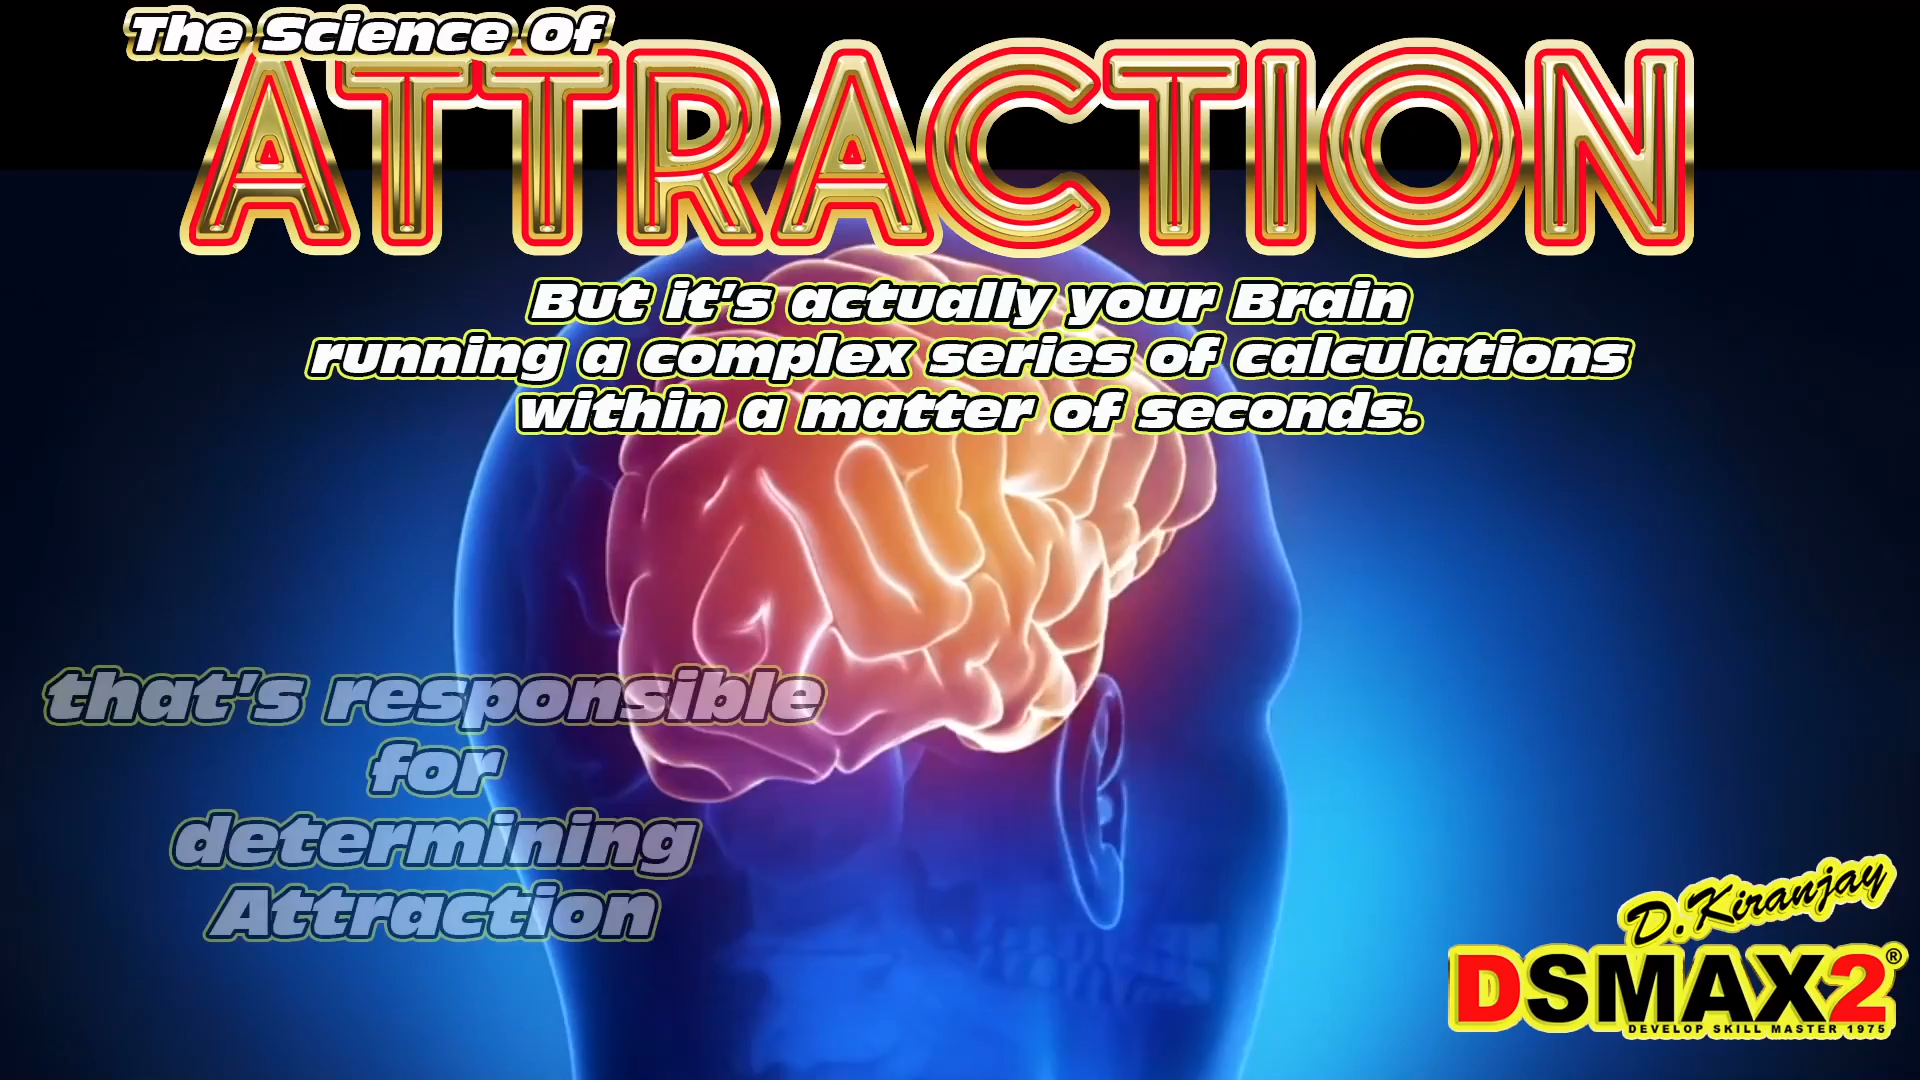 The Science Of
ATTRACTION
But it's actually your Brain
running a complex series of calculations
within a matter of seconds.
that's responsible
for
determining
Attraction
D.Kiranjay
DSMAX2®
DEVELOP SKILL MASTER 1975